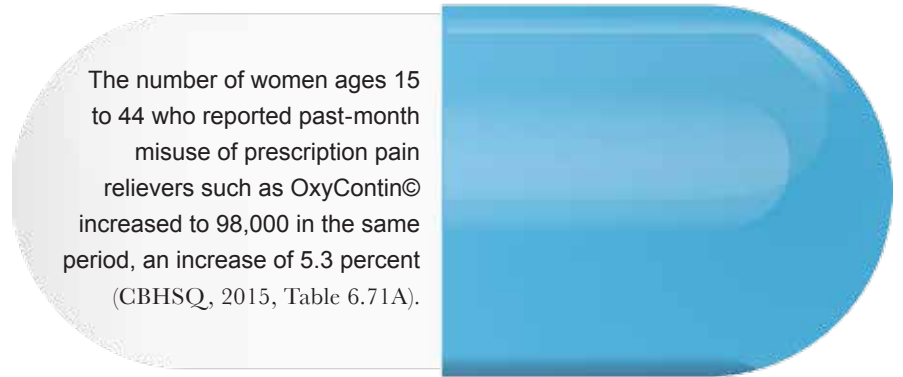 The number of women ages 15
to 44 who reported past-month
misuse of prescription pain
relievers such as OxyContin©
increased to 98,000 in the same
period, an increase of 5.3 percent
(CBHSQ, 2015, Table 6.71A).